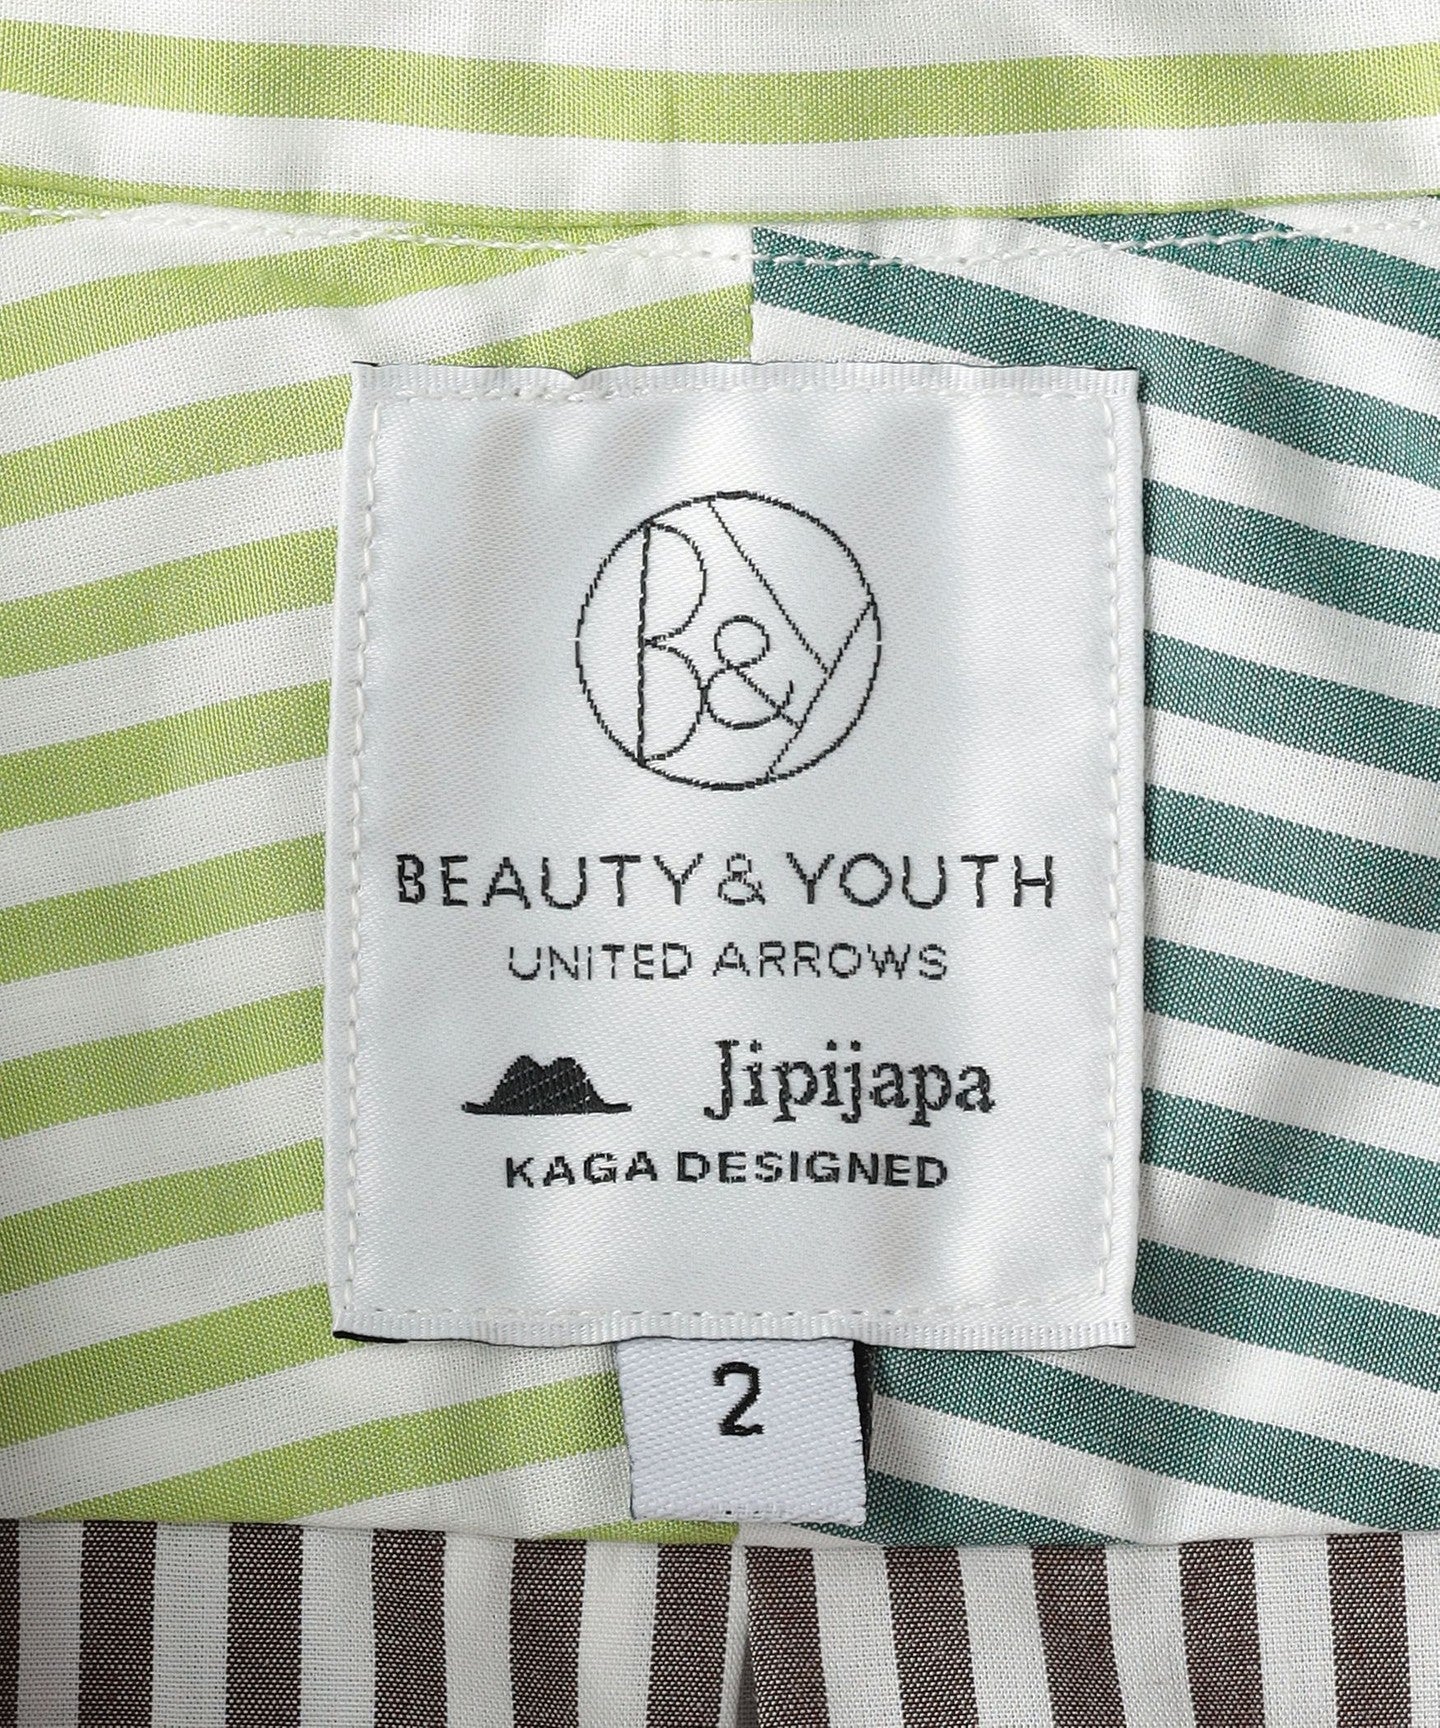 B&Y
BEAUTY & YOUTH
UNITED ARROWS
Jipijapa
KAGA DESIGNED
2